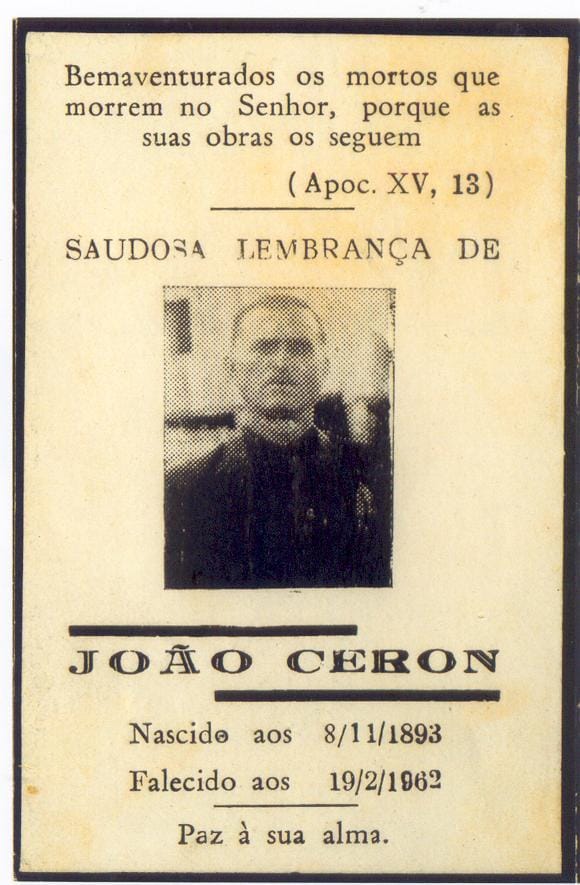 Bemaventurados os mortos que
morrem no Senhor, porque as
suas obras os seguem
(Apoc. XV, 13)
SAUDOSA LEMBRANÇA DE
JOÃO CERON
Nascido aos 8/11/1893
Falecido aos 19/2/1962
Paz à sua alma.